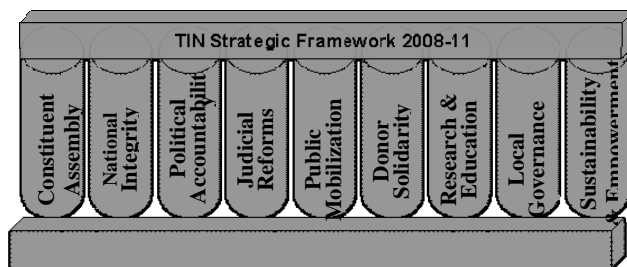 TIN Strategic Framework 2008-11
Constituent
Assembly
National
Integrity
Political
Accountabilit
Judicial
Reforms
Public
Mobilization
Donor
Solidarity
Research &
Education
Local
Governance
Sustainability
& Empowerment